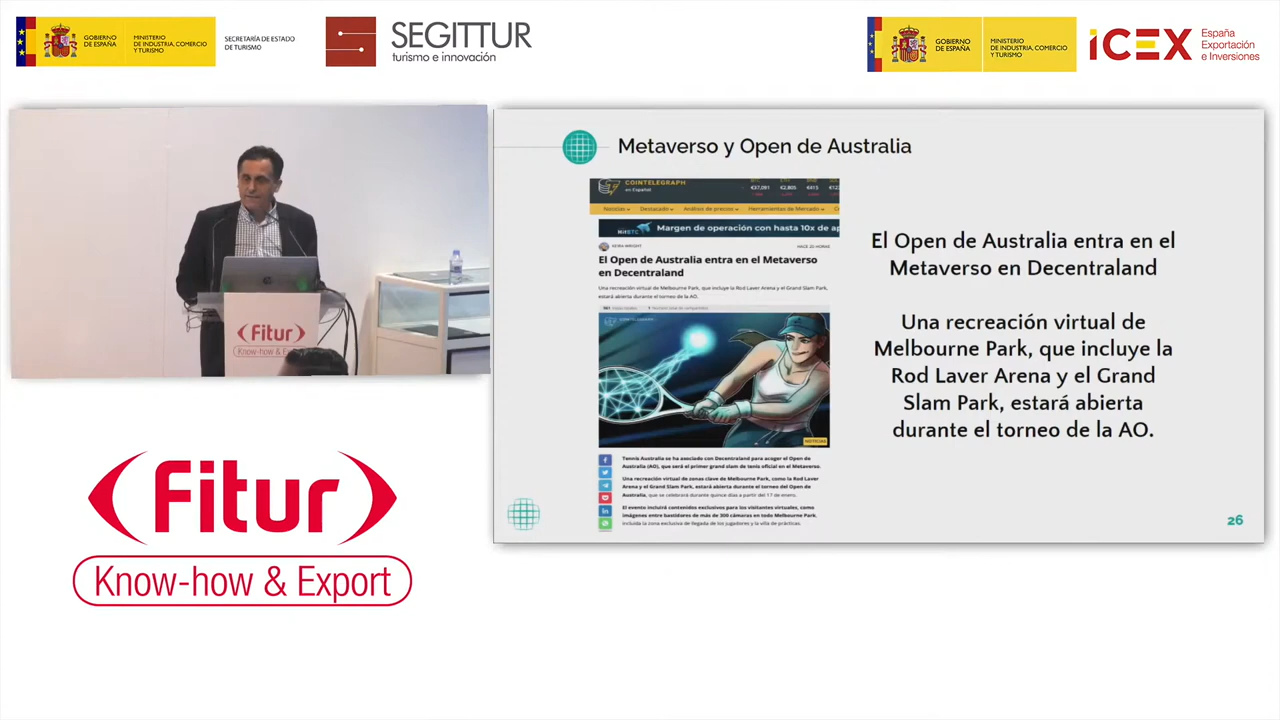 GOBIERNO
DE ESPAÑA
MINISTERIO
DE INDUSTRIA, COMERCIO
Y TURISMO
SECRETARÍA DE ESTADO
DE TURISMO
SEGITTUR
turismo e innovación
GOBIERNO
DE ESPAÑA
MINISTERIO
DE INDUSTRIA, COMERCIO
Y TURISMO
iCEX
España
Exportación
e Inversiones
Fitur
Know-how & Ex
Fitur
Know-how & Export
Metaverso y Open de Australia
COINTELEGRAPH
en Español
Noticias
Destacado
Análisis de precios
Herramientas de Mercado
Margen de operación con hasta 10x de ap
KEIRA WRIGHT
HACE 20 HORAS
El Open de Australia entra en el Metaverso
en Decentraland
Una recreación virtual de Melbourne Park, que incluye la Rod Laver Arena y el Grand Slam Park,
estará abierta durante el torneo de la AO.
NOTICIAS
Tennis Australia se ha asociado con Decentraland para acoger el Open de
Australia (AO), que será el primer grand slam de tenis oficial en el Metaverso.
Una recreación virtual de zonas clave de Melbourne Park, como la Rod Laver
Arena y el Grand Slam Park, estará abierta durante el torneo del Open de
Australia, que se celebrará durante quince días a partir del 17 de enero.
El evento incluirá contenidos exclusivos para los visitantes virtuales, como
imágenes entre bastidores de más de 300 cámaras en todo Melbourne Park,
incluida la zona exclusiva de llegada de los jugadores y la villa de prácticas.
El Open de Australia entra en el
Metaverso en Decentraland
Una recreación virtual de
Melbourne Park, que incluye la
Rod Laver Arena y el Grand
Slam Park, estará abierta
durante el torneo de la AO.
26